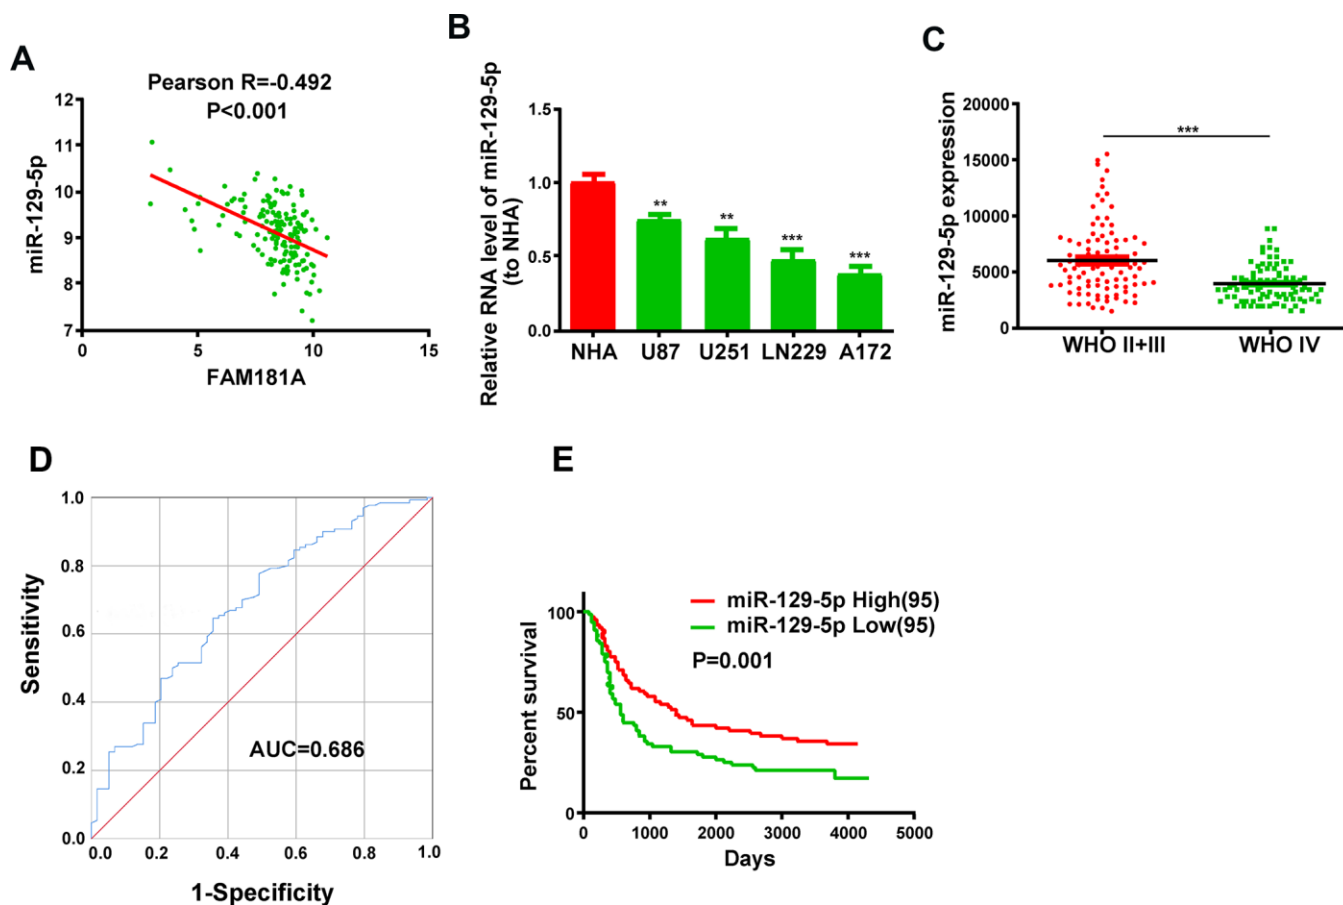 A
Pearson R=-0.492
P<0.001
miR-129-5p
12
11
10
9
8
7
0
5
10
15
FAM181A
B
Relative RNA level of miR-129-5p
(to NHA)
1.5
1.0
0.5
0.0
**
**
***
***
NHA
U87
U251
LN229
A172
C
miR-129-5p expression
20000
15000
10000
5000
0
***
WHO II+III
WHO IV
D
Sensitivity
1.0
0.8
0.6
0.4
0.2
0.0
AUC=0.686
0.0
0.2
0.4
0.6
0.8
1.0
1-Specificity
E
Percent survival
100
50
0
miR-129-5p High(95)
miR-129-5p Low(95)
P=0.001
0
1000
2000
3000
4000
5000
Days